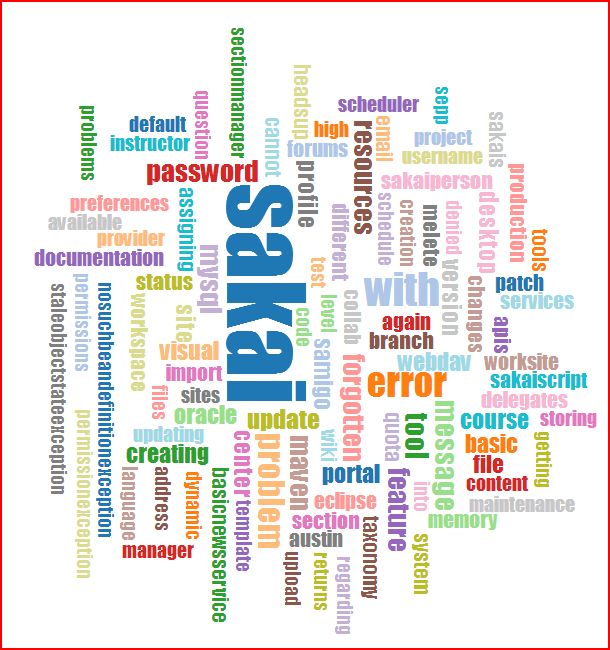 sectionmanager
headsup
scheduler
sepp
question
problems
default
instructor
cannot
high
forums
email
project
username
sakais
password
profile
resources
sakaiperson
production
preferences
available
provider
documentation
assigning
mysql
sakai
different
schedule
creation
melete
denied
version
desktop
tools
permissions
staleobjectstateexception
nosuchbeandefinitionexception
workspace
status
site
test
level
code
collab
with
again
branch
changes
patch
services
apis
visual
import
files
sites
oracle
samigo
forgotten
error
webdav
worksite
sakaiscript
delegates
storing
updating
creating
update
wiki
quota
tool
message
course
basic
file
content
getting
permissionexception
language
address
dynamic
manager
basicnewsservice
center
template
problem
maven
portal
eclipse
section
austin
upload
returns
regarding
taxonomy
feature
into
memory
maintenance
system